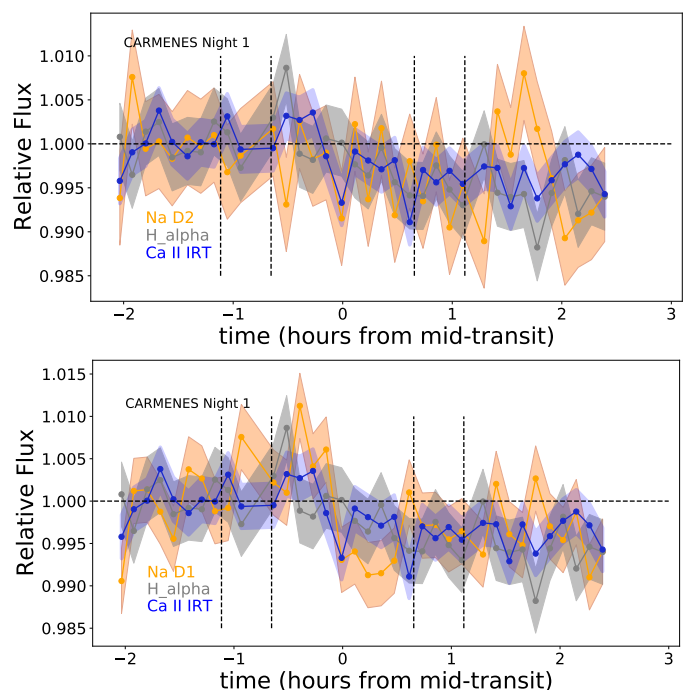 CARMENES Night 1
1.010
1.005
1.000
0.995
0.990
0.985
Relative Flux
Na D2
H_alpha
Ca II IRT
−2 −1 0 1 2 3
time (hours from mid-transit)
CARMENES Night 1
1.015
1.010
1.005
1.000
0.995
0.990
0.985
Relative Flux
Na D1
H_alpha
Ca II IRT
−2 −1 0 1 2 3
time (hours from mid-transit)